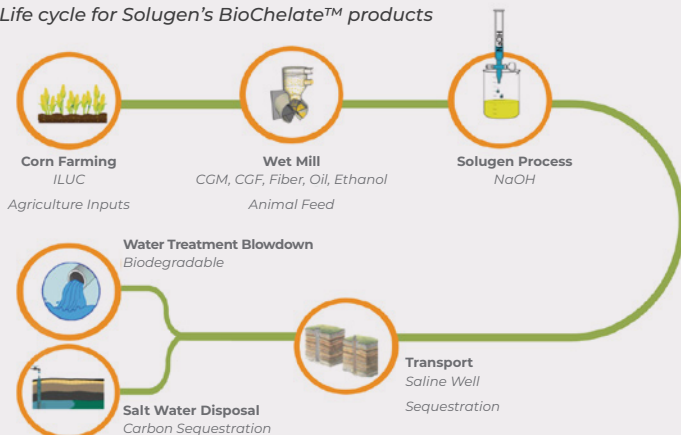 Life cycle for Solugen's BioChelate™ products
Corn Farming
ILUC
Agriculture Inputs
Wet Mill
CGM, CGF, Fiber, Oil, Ethanol
Animal Feed
Solugen Process
NaOH
Water Treatment Blowdown
Biodegradable
Transport
Saline Well
Sequestration
Salt Water Disposal
Carbon Sequestration